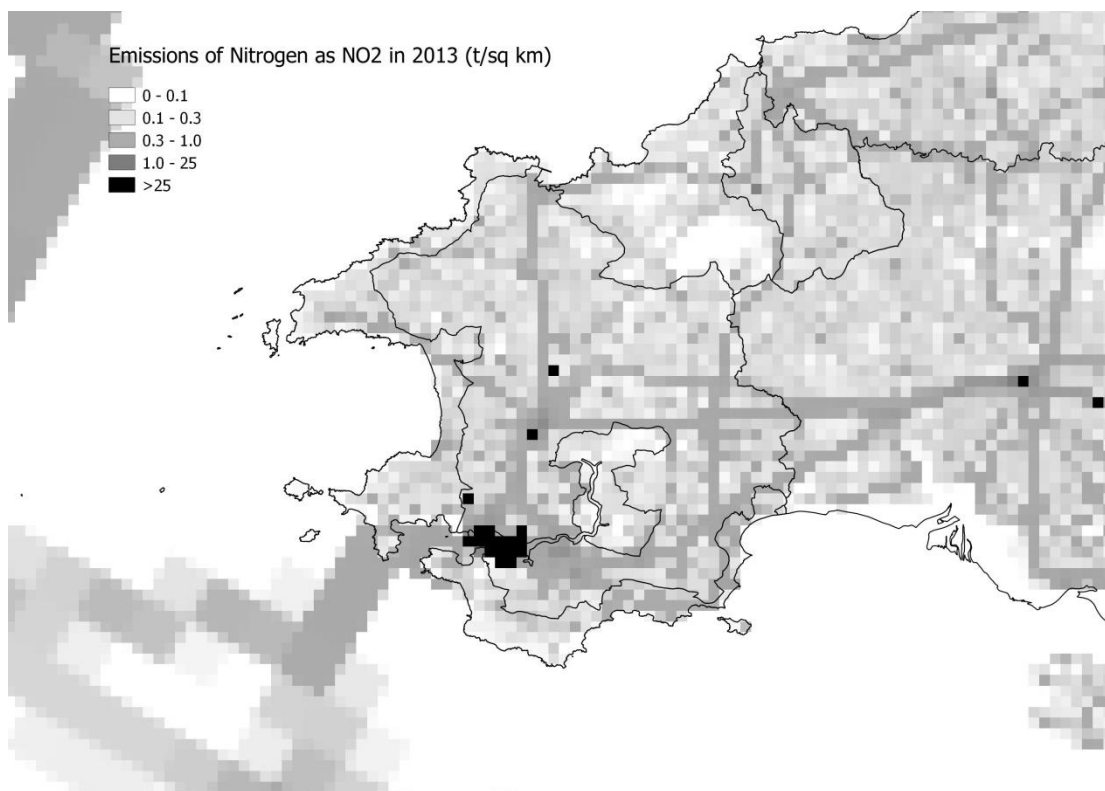 Emissions of Nitrogen as NO2 in 2013 (t/sq km)
0 - 0.1
0.1 - 0.3
0.3 - 1.0
1.0 - 25
>25